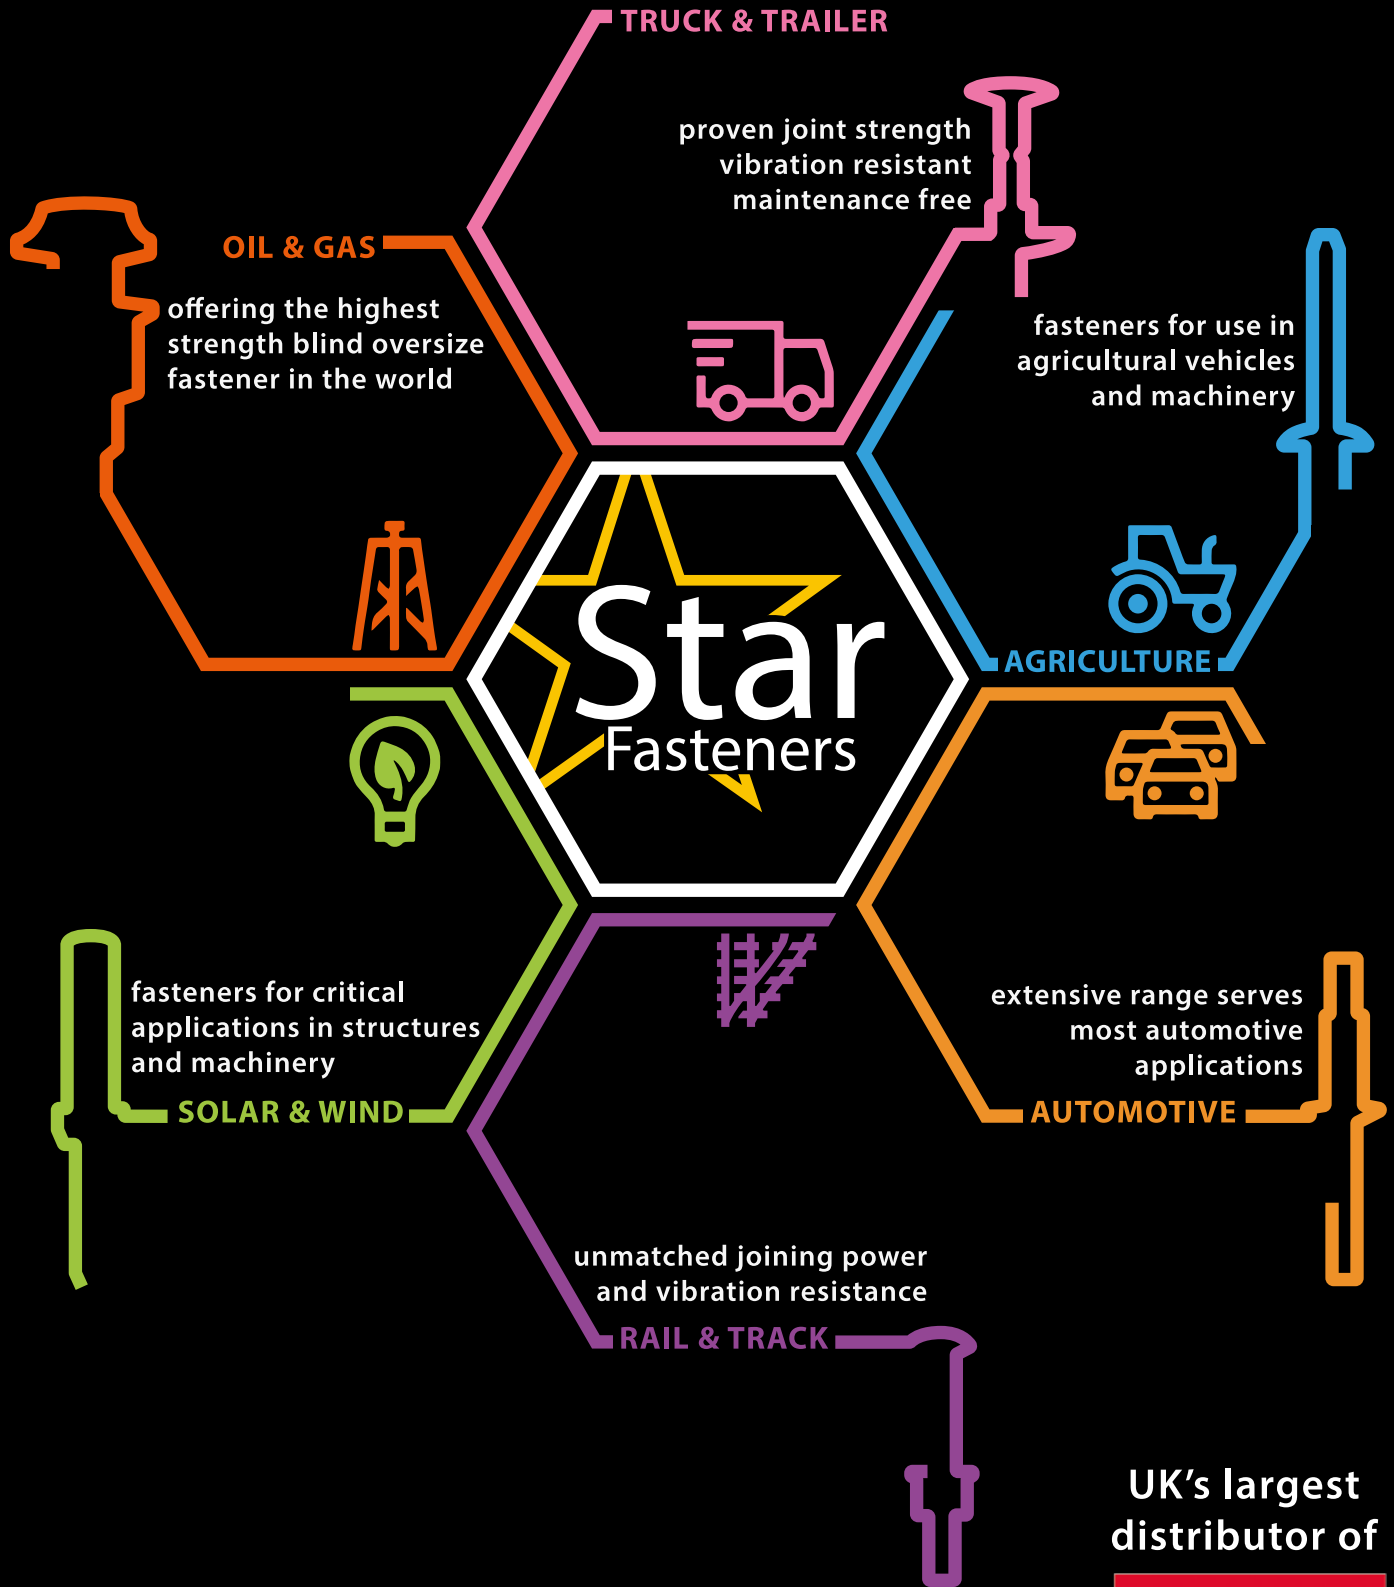 TRUCK & TRAILER
proven joint strength
vibration resistant
maintenance free
OIL & GAS
offering the highest
strength blind oversize
fastener in the world
fasteners for use in
agricultural vehicles
and machinery
AGRICULTURE
Star
Fasteners
fasteners for critical
applications in structures
and machinery
SOLAR & WIND
extensive range serves
most automotive
applications
AUTOMOTIVE
unmatched joining power
and vibration resistance
RAIL & TRACK
UK’s largest
distributor of